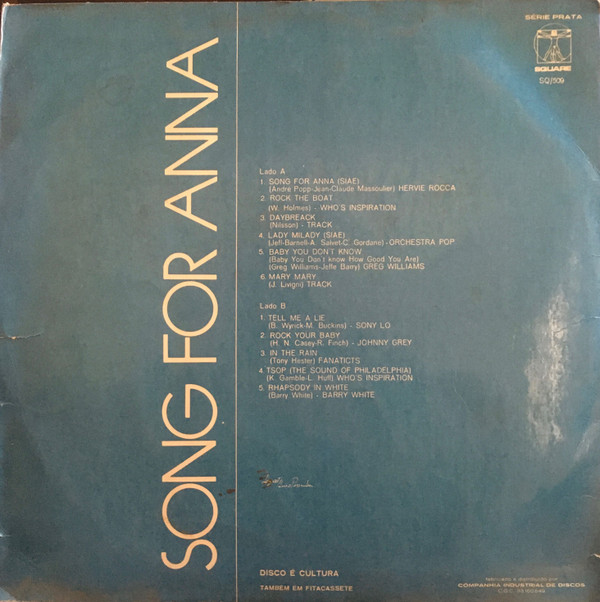 SÉRIE PRATA
SQUARE
SQ/509
SONG FOR ANNA
Lado A
1. SONG FOR ANNA (SIAE)
(André Popp-Jean-Claude Massoulier) HERVIE ROCCA
2. ROCK THE BOAT
(W. Holmes) - WHO'S INSPIRATION
3. DAYBREACK
(Nilsson) - TRACK
4. LADY MILADY (SIAE)
(Jefl-Barnell-A. Salvet-C. Gordano) - ORCHESTRA POP
5. BABY YOU DON'T KNOW
(Baby You Don't know How Good You Are)
(Greg Williams-Jeffe Barry) GREG WILLIAMS
6. MARY MARY
(J. Livigni) TRACK
Lado B
1. TELL ME A LIE
(B. Wyrick-M. Buckins) - SONY LO
2. ROCK YOUR BABY
(H. N. Casey-R. Finch) - JOHNNY GREY
3. IN THE RAIN
(Tony Hester) FANATICTS
4. TSOP (THE SOUND OF PHILADELPHIA)
(K. Gamble-L. Huff) WHO'S INSPIRATION
5. RHAPSODY IN WHITE
(Barry White) - BARRY WHITE
DISCO É CULTURA
TAMBÉM EM FITACASSETE
fabricado e distribuído por
COMPANHIA INDUSTRIAL DE DISCOS